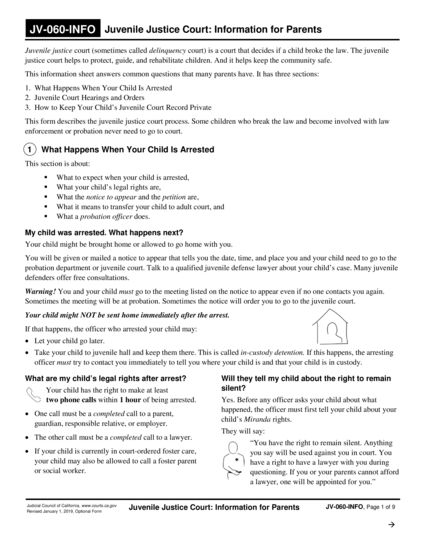 JV-060-INFO Juvenile Justice Court: Information for Parents
Juvenile justice court (sometimes called delinquency court) is a court that decides if a child broke the law. The juvenile
justice court helps to protect, guide, and rehabilitate children. And it helps keep the community safe.
This information sheet answers common questions that many parents have. It has three sections:
1. What Happens When Your Child Is Arrested
2. Juvenile Court Hearings and Orders
3. How to Keep Your Child's Juvenile Court Record Private
This form describes the juvenile justice court process. Some children who break the law and become involved with law
enforcement or probation never need to go to court.
1 What Happens When Your Child Is Arrested
This section is about:
▪ What to expect when your child is arrested,
▪ What your child's legal rights are,
▪ What the notice to appear and the petition are,
▪ What it means to transfer your child to adult court, and
▪ What a probation officer does.
My child was arrested. What happens next?
Your child might be brought home or allowed to go home with you.
You will be given or mailed a notice to appear that tells you the date, time, and place you and your child need to go to the
probation department or juvenile court. Talk to a qualified juvenile defense lawyer about your child's case. Many juvenile
defenders offer free consultations.
Warning! You and your child must go to the meeting listed on the notice to appear even if no one contacts you again.
Sometimes the meeting will be at probation. Sometimes the notice will order you to go to the juvenile court.
Your child might NOT be sent home immediately after the arrest.
If that happens, the officer who arrested your child may:
• Let your child go later.
• Take your child to juvenile hall and keep them there. This is called in-custody detention. If this happens, the arresting
officer must try to contact you immediately to tell you where your child is and that your child is in custody.
What are my child's legal rights after arrest?
Your child has the right to make at least
two phone calls within 1 hour of being arrested.
• One call must be a completed call to a parent,
guardian, responsible relative, or employer.
• The other call must be a completed call to a lawyer.
• If your child is currently in court-ordered foster care,
your child may also be allowed to call a foster parent
or social worker.
Will they tell my child about the right to remain
silent?
Yes. Before any officer asks your child about what
happened, the officer must first tell your child about your
child's Miranda rights.
They will say:
"You have the right to remain silent. Anything
you say will be used against you in court. You
have a right to have a lawyer with you during
questioning. If you or your parents cannot afford
a lawyer, one will be appointed for you."
Judicial Council of California, www.courts.ca.gov
Revised January 1, 2019, Optional Form
Juvenile Justice Court: Information for Parents
JV-060-INFO, Page 1 of 9
→